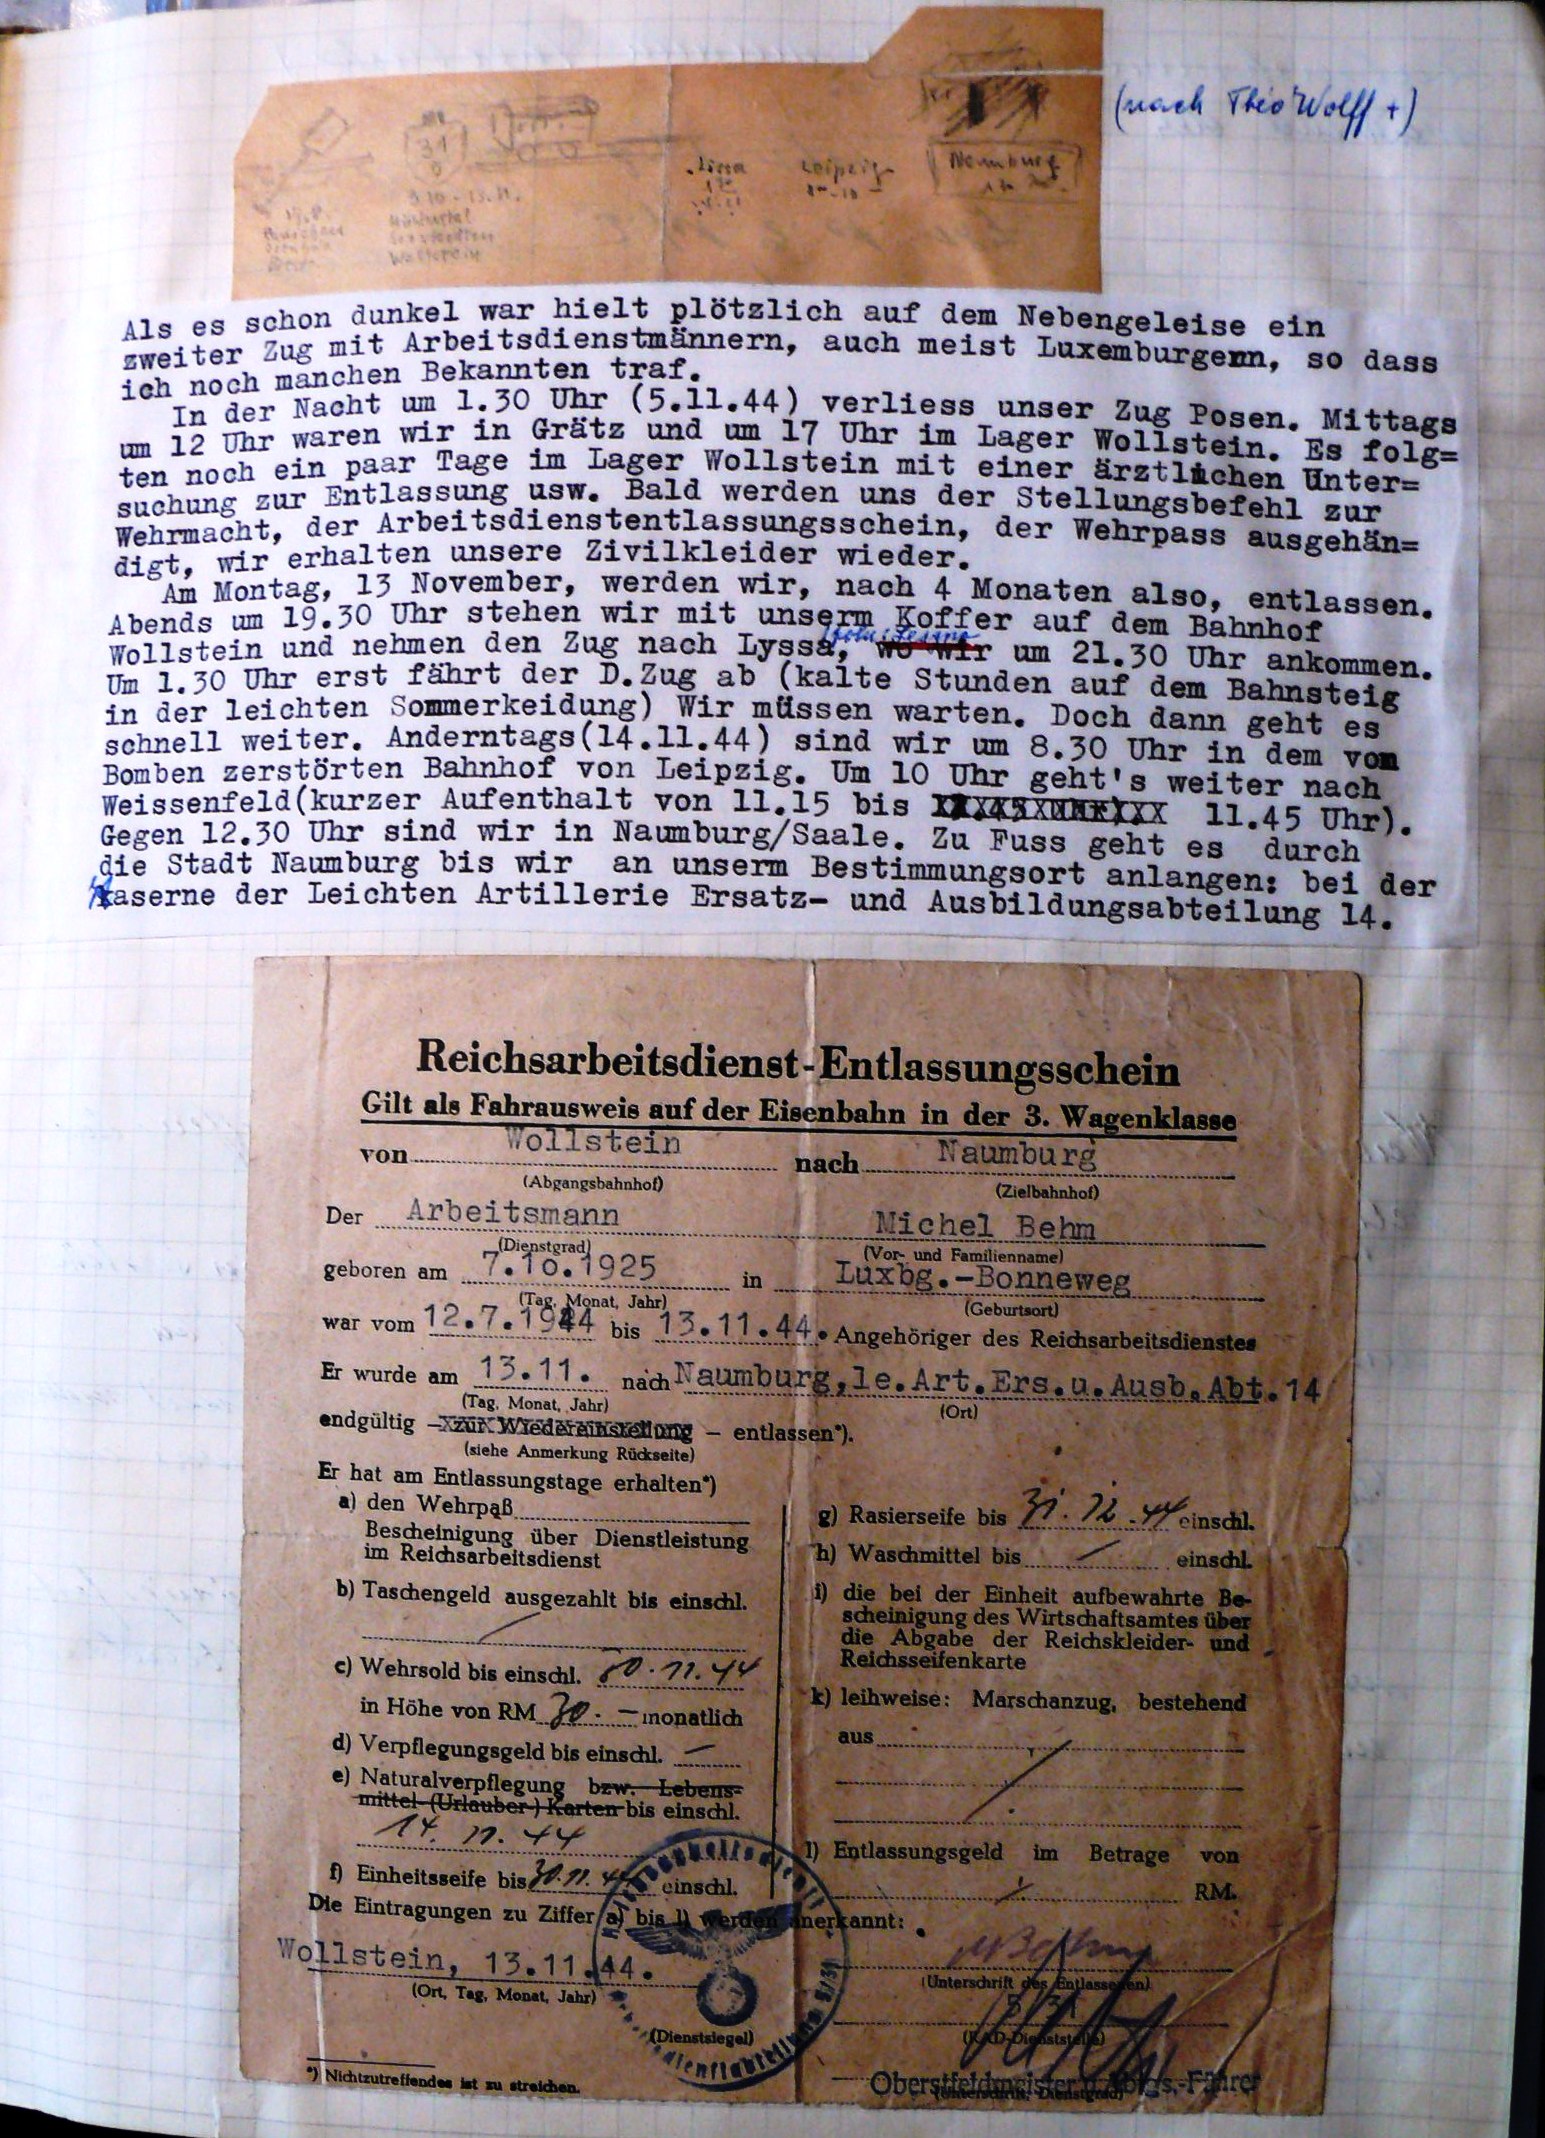 (nach Theo Wolff +)
31
0
5.10 - 13.11.
Wollstein
Lissa
Leipzig
Naumburg
Als es schon dunkel war hielt plötzlich auf dem Nebengeleise ein
zweiter Zug mit Arbeitsdienstmännern, auch meist Luxemburgenn, so dass
ich noch manchen Bekannten traf.
In der Nacht um 1.30 Uhr (5.11.44) verliess unser Zug Posen. Mittags
um 12 Uhr waren wir in Grätz und um 17 Uhr im Lager Wollstein. Es folg=
ten noch ein paar Tage im Lager Wollstein mit einer ärztlichen Unter=
suchung zur Entlassung usw. Bald werden uns der Stellungsbefehl zur
Wehrmacht, der Arbeitsdienstentlassungsschein, der Wehrpass ausgehän=
digt, wir erhalten unsere Zivilkleider wieder.
Am Montag, 13 November, werden wir, nach 4 Monaten also, entlassen.
Abends um 19.30 Uhr stehen wir mit unserm Koffer auf dem Bahnhof
Wollstein und nehmen den Zug nach Lyssa, wo wir um 21.30 Uhr ankommen.
Um 1.30 Uhr erst fährt der D.Zug ab (kalte Stunden auf dem Bahnsteig
in der leichten Sommerkeidung) Wir müssen warten. Doch dann geht es
schnell weiter. Anderntags(14.11.44) sind wir um 8.30 Uhr in dem von
Bomben zerstörten Bahnhof von Leipzig. Um 10 Uhr geht's weiter nach
Weissenfeld(kurzer Aufenthalt von 11.15 bis 11.45 Uhr).
Gegen 12.30 Uhr sind wir in Naumburg/Saale. Zu Fuss geht es durch
die Stadt Naumburg bis wir an unserm Bestimmungsort anlangen: bei der
Kaserne der Leichten Artillerie Ersatz- und Ausbildungsabteilung 14.
Reichsarbeitsdienst-Entlassungsschein
Gilt als Fahrausweis auf der Eisenbahn in der 3. Wagenklasse
von Wollstein nach Naumburg
(Abgangsbahnhof) (Zielbahnhof)
Der Arbeitsmann Michel Behm
(Dienstgrad) (Vor- und Familienname)
geboren am 7.10.1925 in Luxbg.-Bonneweg
(Tag, Monat, Jahr) (Geburtsort)
war vom 12.7.1944 bis 13.11.44. Angehöriger des Reichsarbeitsdienstes
Er wurde am 13.11. nach Naumburg, le.Art.Ers.u.Ausb.Abt.14
(Tag, Monat, Jahr) (Ort)
endgültig – zur Wiedereinstellung – entlassen*).
(siehe Anmerkung Rückseite)
Er hat am Entlassungstage erhalten*)
a) den Wehrpaß
Bescheinigung über Dienstleistung
im Reichsarbeitsdienst
b) Taschengeld ausgezahlt bis einschl.
c) Wehrsold bis einschl. 20.11.44
in Höhe von RM 30.– monatlich
d) Verpflegungsgeld bis einschl. –
e) Naturalverpflegung bzw. Lebens-
mittel-(Urlauber-)Karten bis einschl.
14. 11. 44
f) Einheitsseife bis 30.11.44 einschl.
g) Rasierseife bis 31.12.44 einschl.
h) Waschmittel bis – einschl.
i) die bei der Einheit aufbewahrte Be-
scheinigung des Wirtschaftsamtes über
die Abgabe der Reichskleider- und
Reichsseifenkarte
k) leihweise: Marschanzug, bestehend
aus
l) Entlassungsgeld im Betrage von
RM.
Die Eintragungen zu Ziffer a) bis l) werden anerkannt:
Wollstein, 13.11.44.
(Ort, Tag, Monat, Jahr)
(Dienstsiegel)
MBehm
(Unterschrift des Entlassenen)
(RAD-Dienststelle)
Oberstfeldmeister u. Abtlgs.-Führer
(Unterschrift, Dienstgrad)
*) Nichtzutreffendes ist zu streichen.